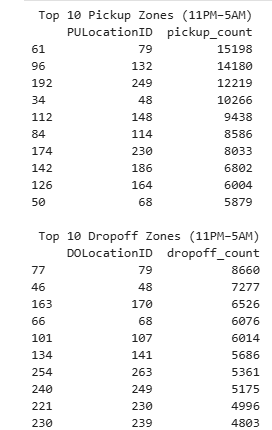 Top 10 Pickup Zones (11PM–5AM)
PULocationID pickup_count
61 79 15198
96 132 14180
192 249 12219
34 48 10266
112 148 9438
84 114 8586
174 230 8033
142 186 6802
126 164 6004
50 68 5879
Top 10 Dropoff Zones (11PM–5AM)
DOLocationID dropoff_count
77 79 8660
46 48 7277
163 170 6526
66 68 6076
101 107 6014
134 141 5686
254 263 5361
240 249 5175
221 230 4996
230 239 4803